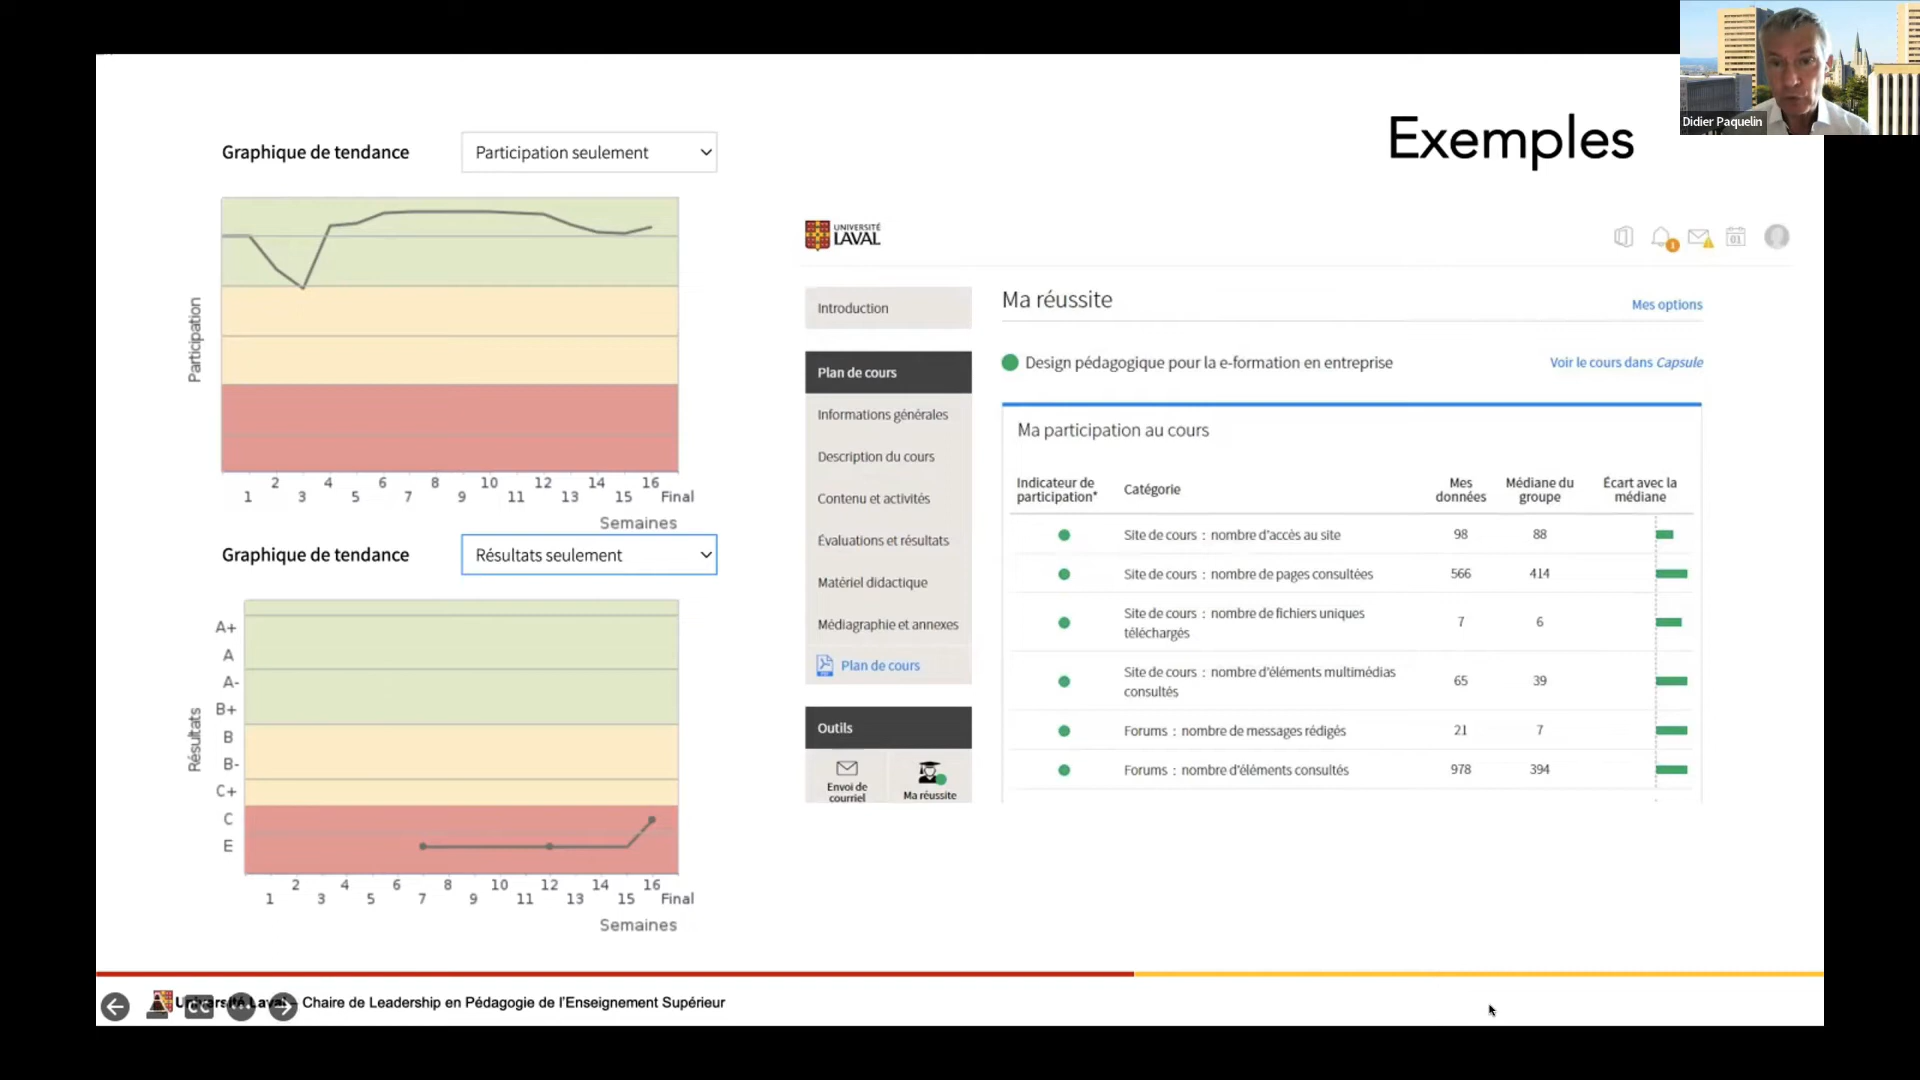 Didier Paquelin
Exemples
Graphique de tendance
Participation seulement
Participation
2 4 6 8 10 12 14 16
1 3 5 7 9 11 13 15 Final
Semaines
Graphique de tendance
Résultats seulement
Résultats
A+
A
A-
B+
B
B-
C+
C
E
2 4 6 8 10 12 14 16
1 3 5 7 9 11 13 15 Final
Semaines
UNIVERSITÉ
LAVAL
1
01
Introduction
Plan de cours
Informations générales
Description du cours
Contenu et activités
Évaluations et résultats
Matériel didactique
Médiagraphie et annexes
Plan de cours
Outils
Envoi de
courriel
Ma réussite
Ma réussite
Mes options
Design pédagogique pour la e-formation en entreprise
Voir le cours dans Capsule
Ma participation au cours
Indicateur de
participation*
Catégorie
Mes
données
Médiane du
groupe
Écart avec la
médiane
Site de cours : nombre d'accès au site 98 88
Site de cours : nombre de pages consultées 566 414
Site de cours : nombre de fichiers uniques
téléchargés 7 6
Site de cours : nombre d'éléments multimédias
consultés 65 39
Forums : nombre de messages rédigés 21 7
Forums : nombre d'éléments consultés 978 394
Université Laval – Chaire de Leadership en Pédagogie de l'Enseignement Supérieur
CC